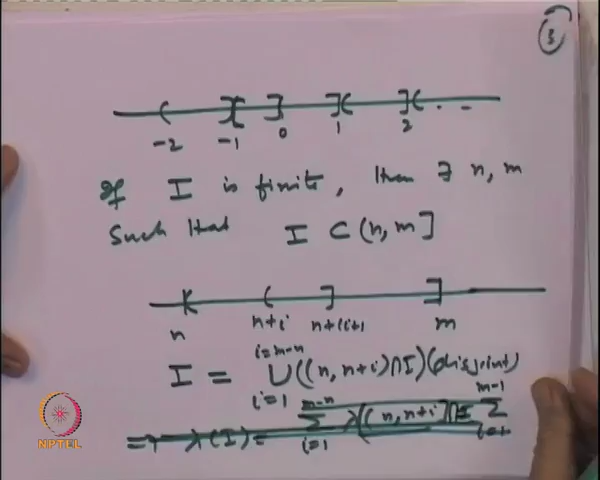 3
-2 -1 0 1 2
If I is finite, then ∃ n, m
Such that I ⊂ (n, m]
n n+i n+(i+1 m
I = ⋃_{i=1}^{i=m-n} ((n, n+i) ∩ I) (disjoint)
⇒ λ(I) = ∑_{i=1}^{m-n} λ((n, n+i] ∩ I = ∑_{i=1}^{m-1}
NPTEL